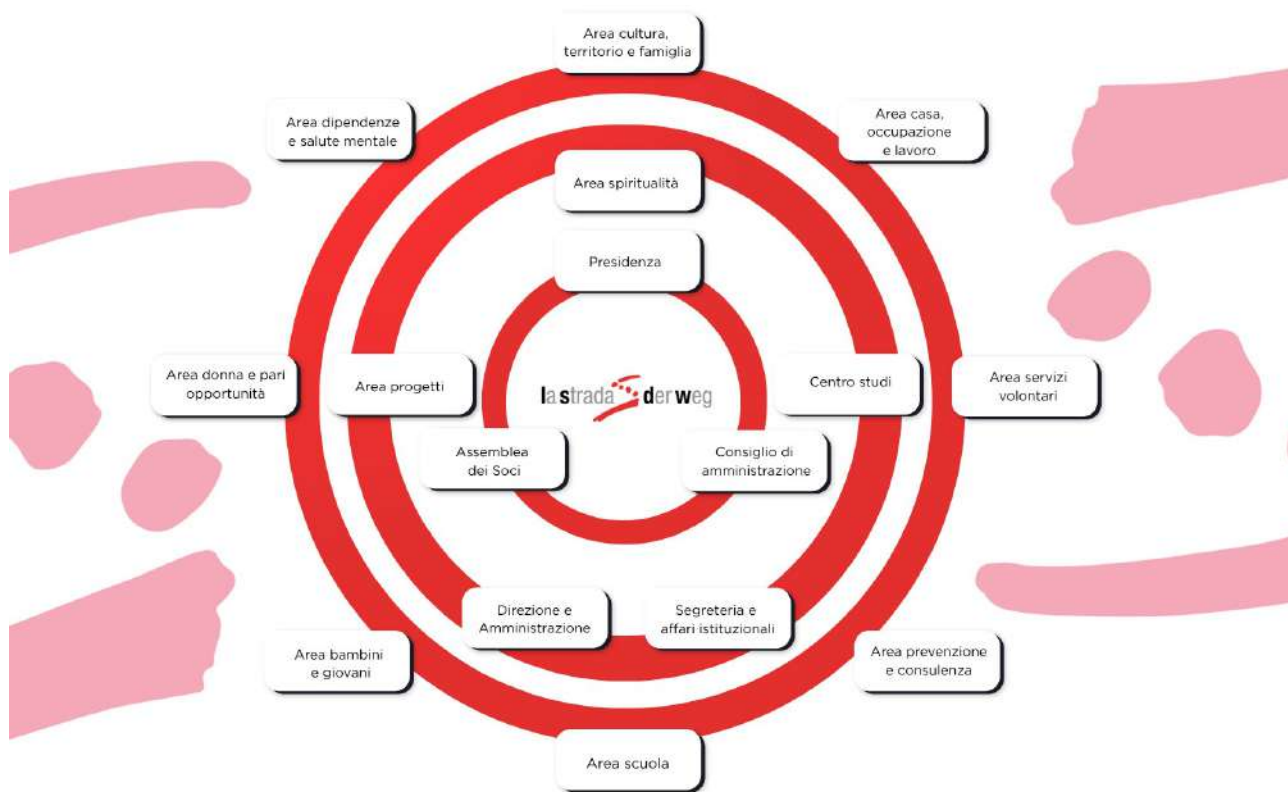 Area cultura,
territorio e famiglia
Area dipendenze
e salute mentale
Area casa,
occupazione
e lavoro
Area spiritualità
Presidenza
Area donna e pari
opportunità
Area progetti
la strada der weg
Centro studi
Area servizi
volontari
Assemblea
dei Soci
Consiglio di
amministrazione
Direzione e
Amministrazione
Segreteria e
affari istituzionali
Area bambini
e giovani
Area prevenzione
e consulenza
Area scuola